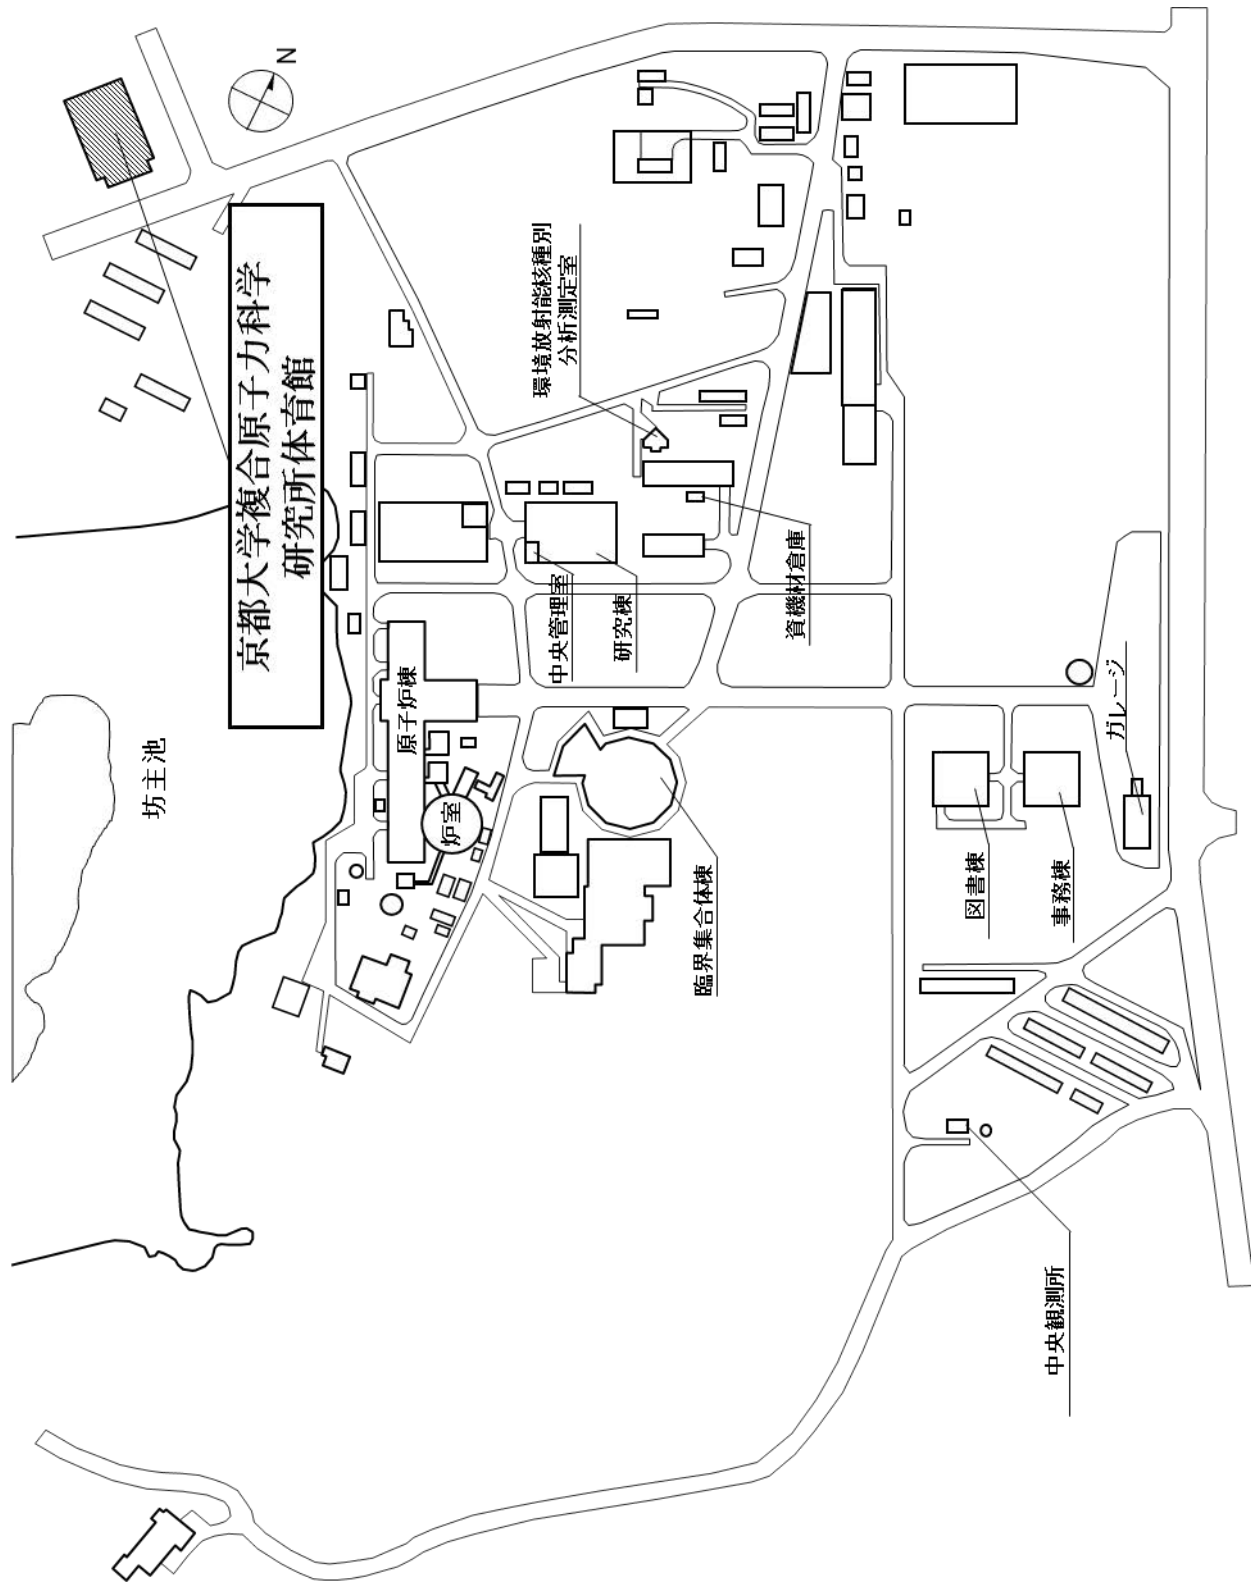 N
京都大学複合原子力科学
研究所体育館
環境放射能核種別
分析測定室
坊主池
中央管理室
研究棟
資機材倉庫
原子炉棟
炉室
ガレージ
臨界集合体棟
図書棟
事務棟
中央観測所